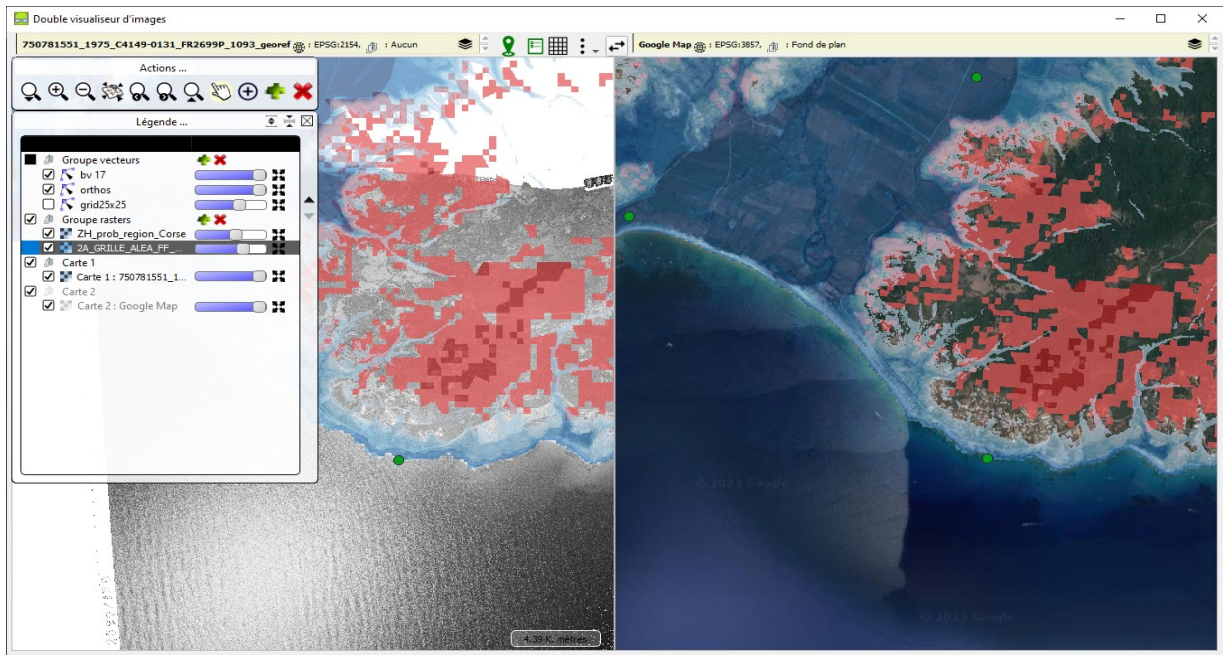 Double visualiseur d'images
750781551_1975_C4149-0131_FR2699P_1093_georef : EPSG:2154, : Aucun
Google Map : EPSG:3857, : Fond de plan
Actions ...
Légende ...
Groupe vecteurs
bv 17
orthos
grid25x25
Groupe rasters
ZH_prob_region_Corse
2A_GRILLE_ALEA_FF_...
Carte 1
Carte 1 : 750781551_1...
Carte 2
Carte 2 : Google Map
© 2023 Google
© 2023 Google
4.39 K. mètres